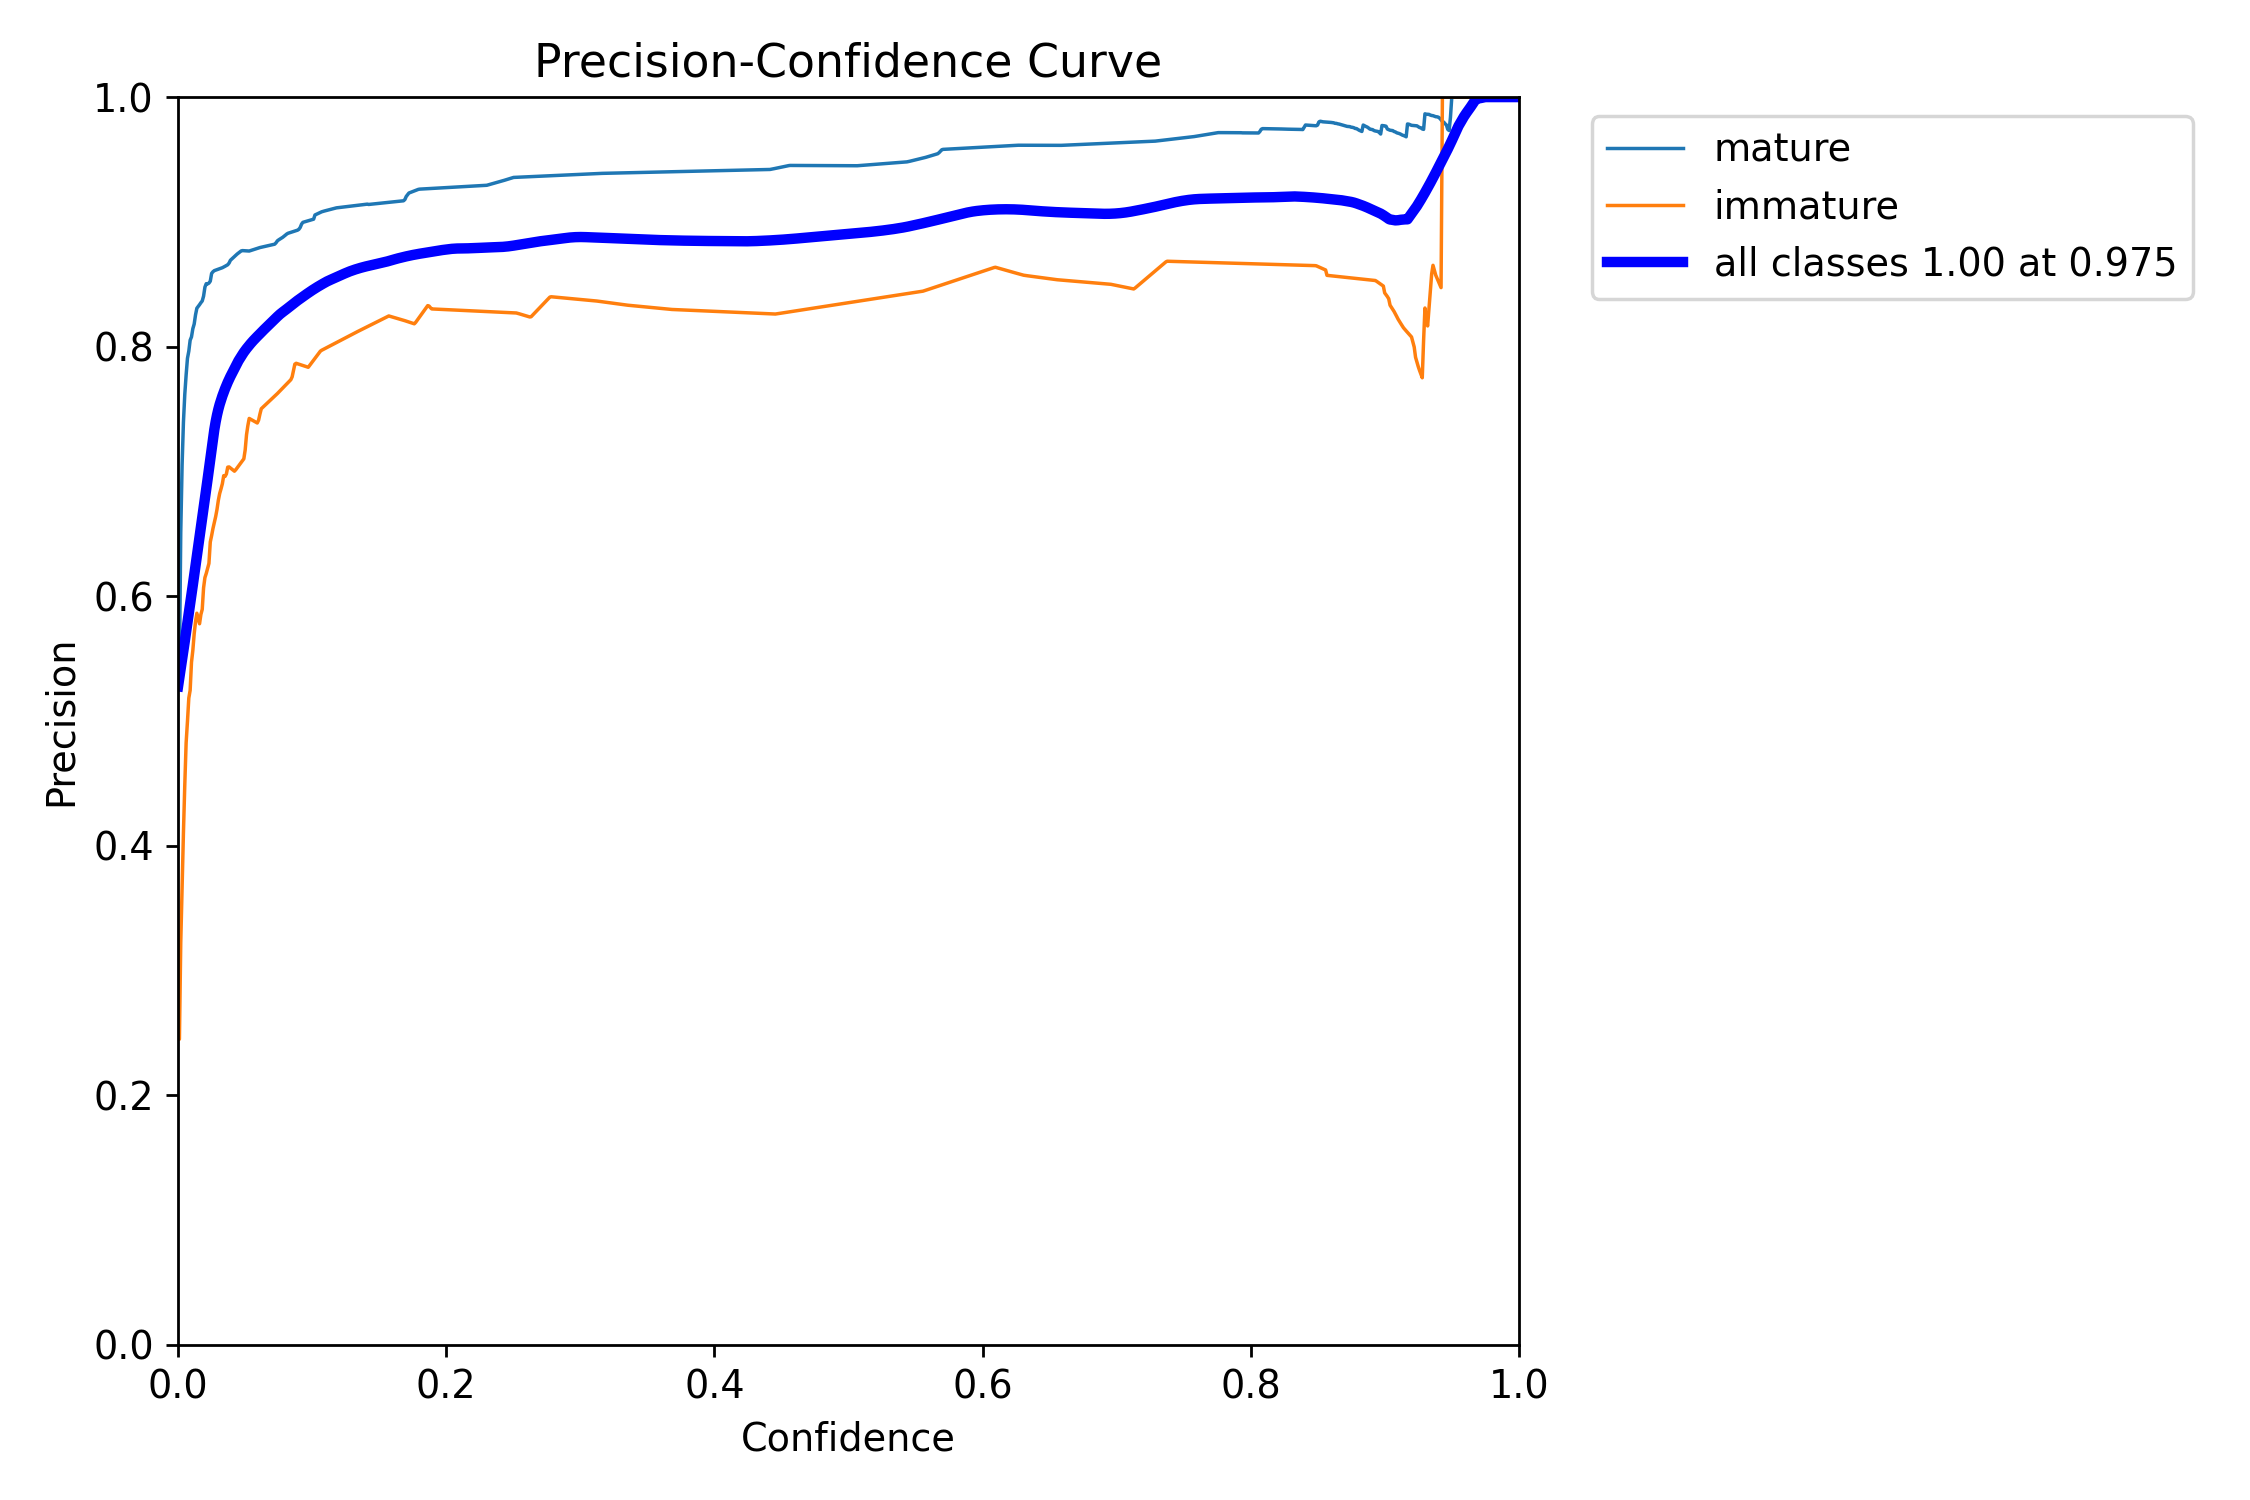 Precision-Confidence Curve
1.0
0.8
0.6
0.4
0.2
0.0
Precision
0.0 0.2 0.4 0.6 0.8 1.0
Confidence
mature
immature
all classes 1.00 at 0.975